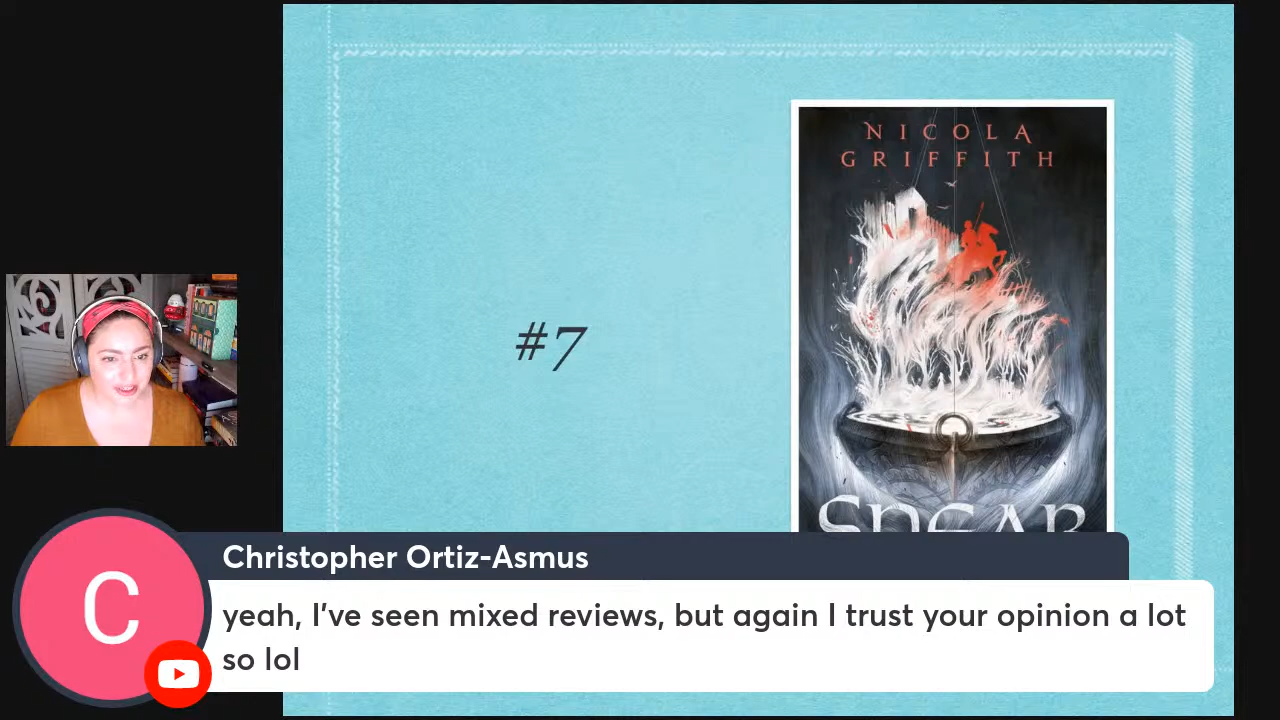 NICOLA
GRIFFITH
#7
SPEAR
C
Christopher Ortiz-Asmus
yeah, I've seen mixed reviews, but again I trust your opinion a lot
so lol